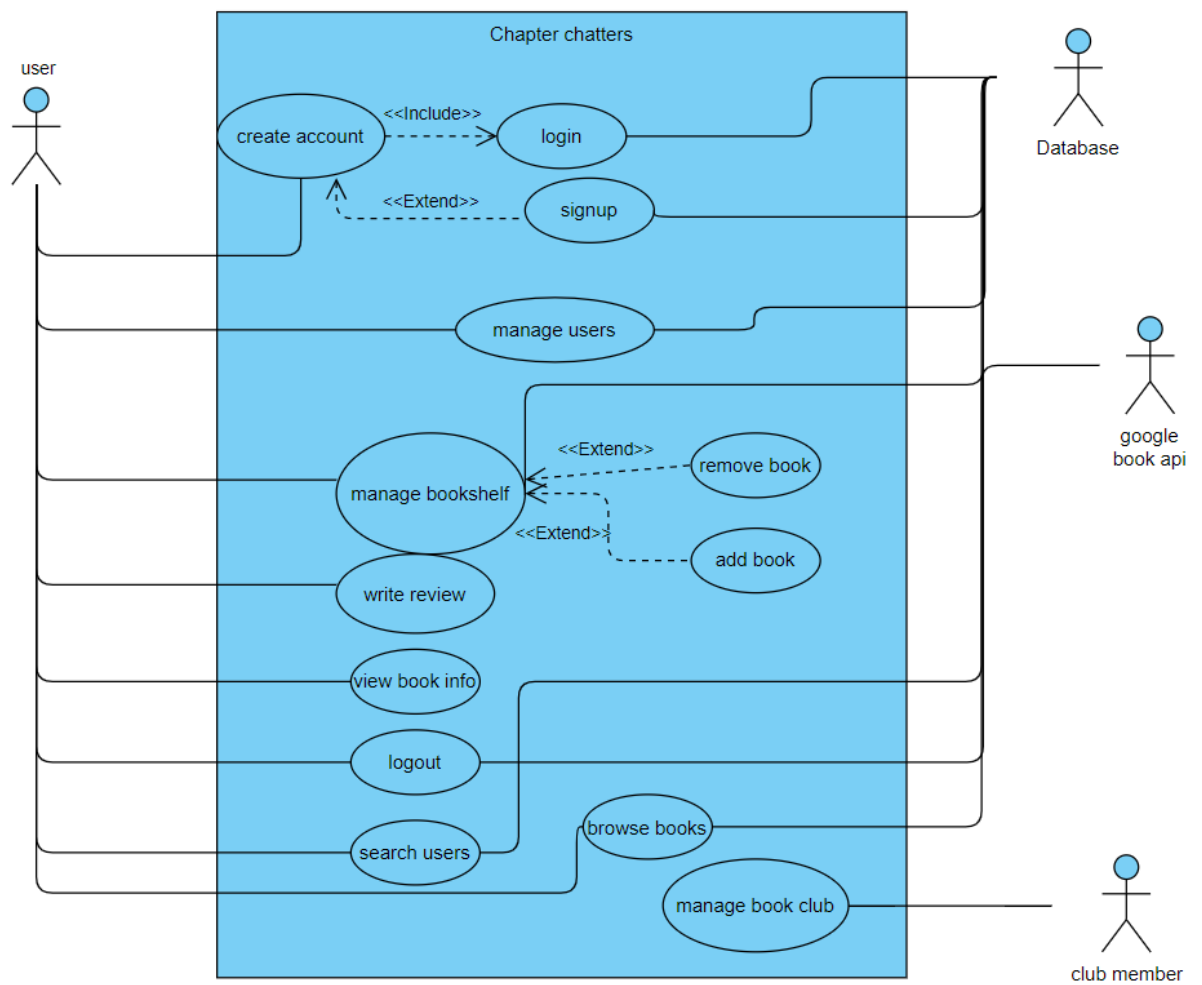 Chapter chatters
user
Database
create account
<<Include>>
login
<<Extend>>
signup
manage users
google
book api
manage bookshelf
<<Extend>>
remove book
<<Extend>>
add book
write review
view book info
logout
browse books
search users
manage book club
club member